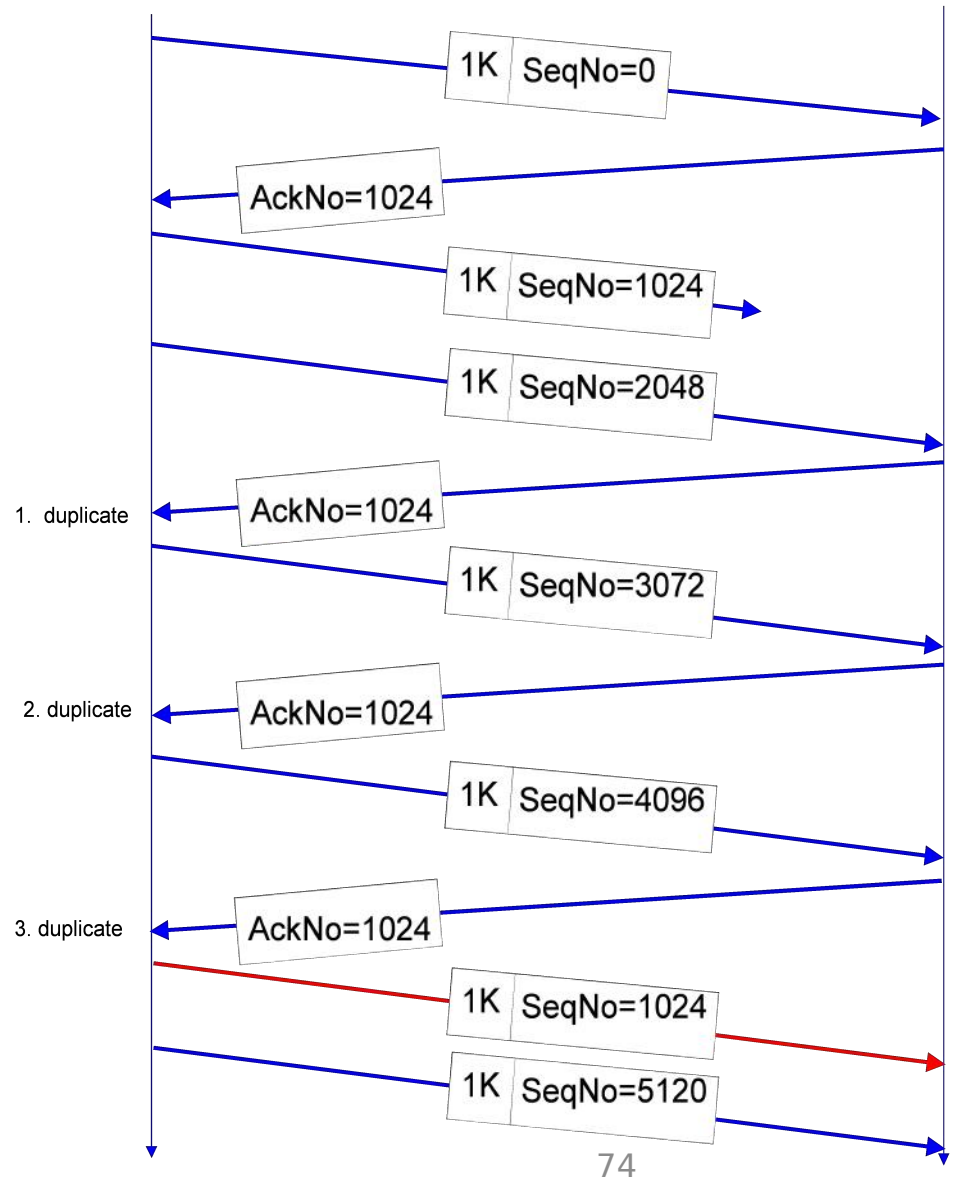 1K SeqNo=0
AckNo=1024
1K SeqNo=1024
1K SeqNo=2048
AckNo=1024
1. duplicate
1K SeqNo=3072
AckNo=1024
2. duplicate
1K SeqNo=4096
AckNo=1024
3. duplicate
1K SeqNo=1024
1K SeqNo=5120
74